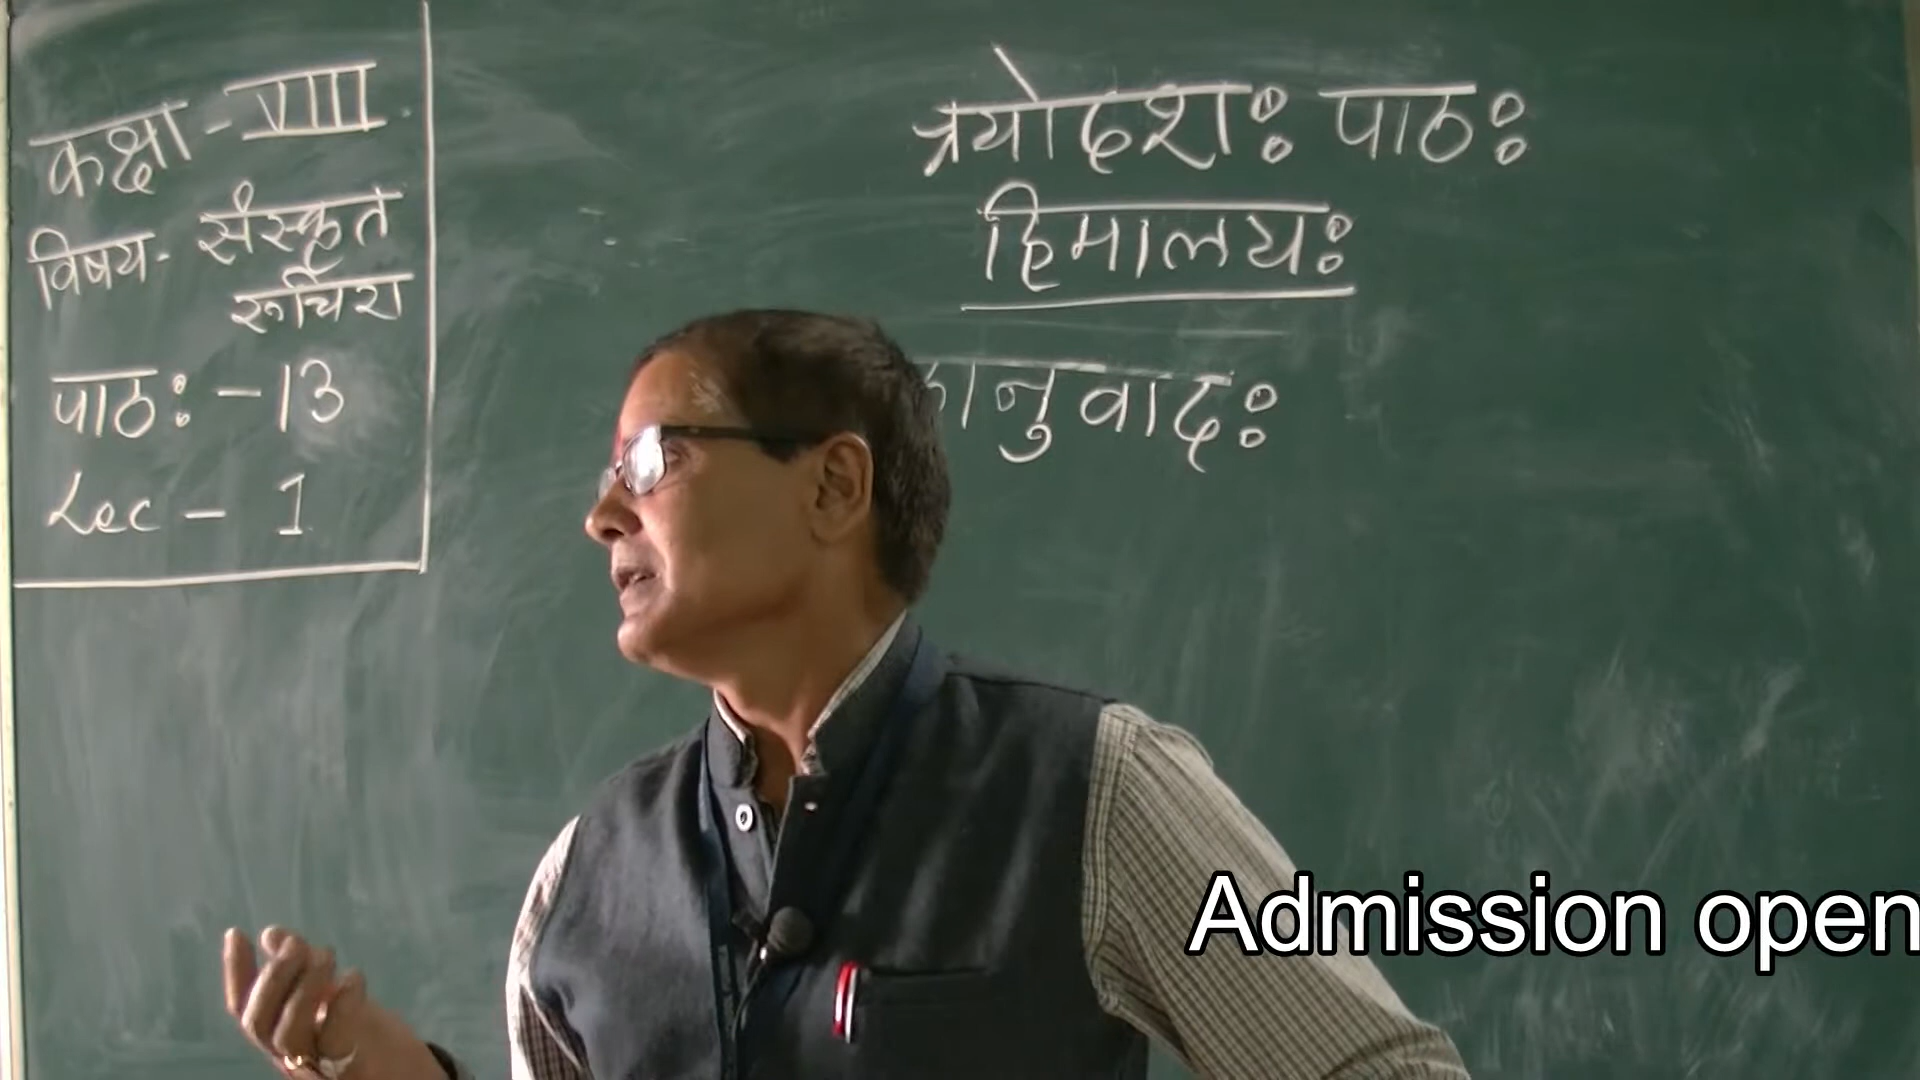 कक्षा - VIII
विषय - संस्कृत
रूचिरा
पाठः - 13
Lec - 1
त्रयोदशः पाठः
हिमालयः
Admission open